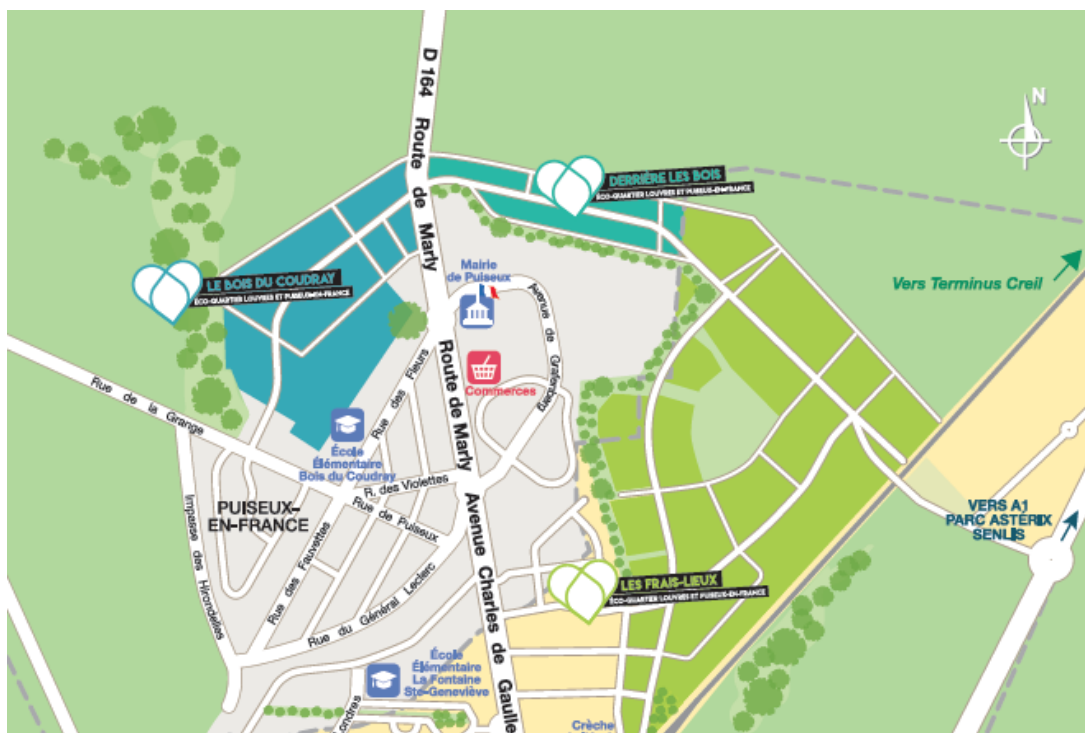 D 164 Route de Marly
N
DERRIÈRE LES BOIS
ÉCO-QUARTIER LOUVRES ET PUISEUX-EN-FRANCE
LE BOIS DU COUDRAY
ÉCO-QUARTIER LOUVRES ET PUISEUX-EN-FRANCE
Mairie
de Puiseux
Vers Terminus Creil
Avenue de Grafenberg
Route de Marly
Commerces
Rue des Fleurs
Rue de la Grange
École
Élémentaire
Bois du Coudray
R. des Violettes
Rue de Puiseux
PUISEUX-
EN-FRANCE
Impasse des Hirondelles
Rue des Fauvettes
Avenue Charles de Gaulle
VERS A1
PARC ASTÉRIX
SENLIS
LES FRAIS-LIEUX
ÉCO-QUARTIER LOUVRES ET PUISEUX-EN-FRANCE
Rue du Général Leclerc
École
Élémentaire
La Fontaine
Ste-Geneviève
Crèche